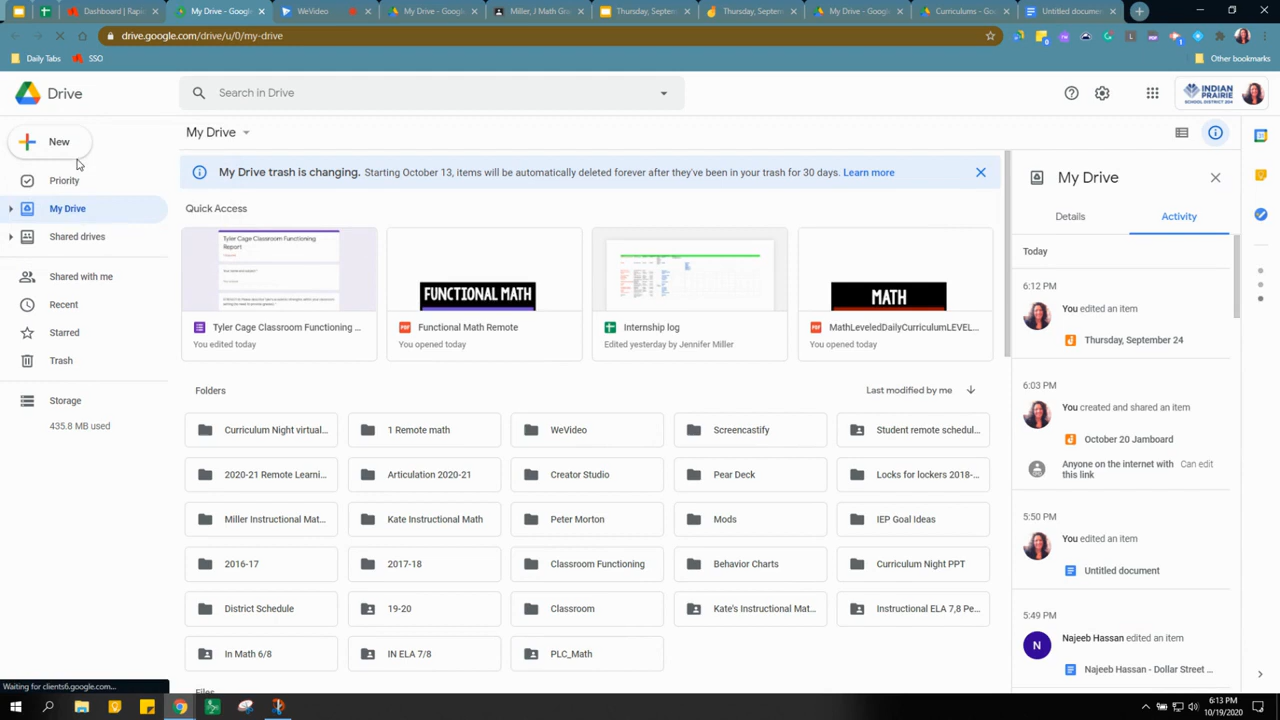 Dashboard | Rapi
My Drive - Google
WeVideo
My Drive - Google
Miller, J Math Gra
Thursday, Septem
Thursday, Septem
My Drive - Google
Curriculums - Goo
Untitled documen
drive.google.com/drive/u/0/my-drive
Daily Tabs
SSO
Other bookmarks
Drive
Search in Drive
INDIAN PRAIRIE
SCHOOL DISTRICT 204
New
My Drive
Priority
My Drive
Shared drives
Shared with me
Recent
Starred
Trash
Storage
435.8 MB used
My Drive trash is changing. Starting October 13, items will be automatically deleted forever after they've been in your trash for 30 days. Learn more
Quick Access
Tyler Cage Classroom Functioning Report
Tyler Cage Classroom Functioning ...
You edited today
FUNCTIONAL MATH
Functional Math Remote
You opened today
Internship log
Edited yesterday by Jennifer Miller
MATH
MathLeveledDailyCurriculumLEVEL...
You opened today
Folders
Last modified by me
Curriculum Night virtual...
1 Remote math
WeVideo
Screencastify
Student remote schedul...
2020-21 Remote Learni...
Articulation 2020-21
Creator Studio
Pear Deck
Locks for lockers 2018-...
Miller Instructional Mat...
Kate Instructional Math
Peter Morton
Mods
IEP Goal Ideas
2016-17
2017-18
Classroom Functioning
Behavior Charts
Curriculum Night PPT
District Schedule
19-20
Classroom
Kate's Instructional Mat...
Instructional ELA 7,8 Pe...
In Math 6/8
IN ELA 7/8
PLC_Math
Files
My Drive
Details
Activity
Today
6:12 PM
You edited an item
Thursday, September 24
6:03 PM
You created and shared an item
October 20 Jamboard
Anyone on the internet with this link
Can edit
5:50 PM
You edited an item
Untitled document
5:49 PM
N
Najeeb Hassan edited an item
Najeeb Hassan - Dollar Street ...
Waiting for clients6.google.com...
6:13 PM
10/19/2020